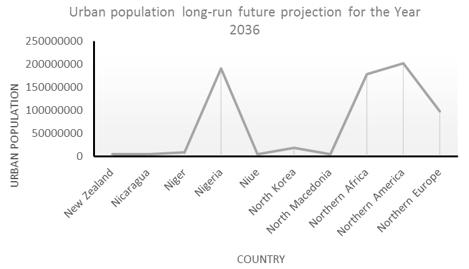 Urban population long-run future projection for the Year
2036
250000000
200000000
150000000
100000000
50000000
0
URBAN POPULATION
New Zealand
Nicaragua
Niger
Nigeria
Niue
North Korea
North Macedonia
Northern Africa
Northern America
Northern Europe
COUNTRY